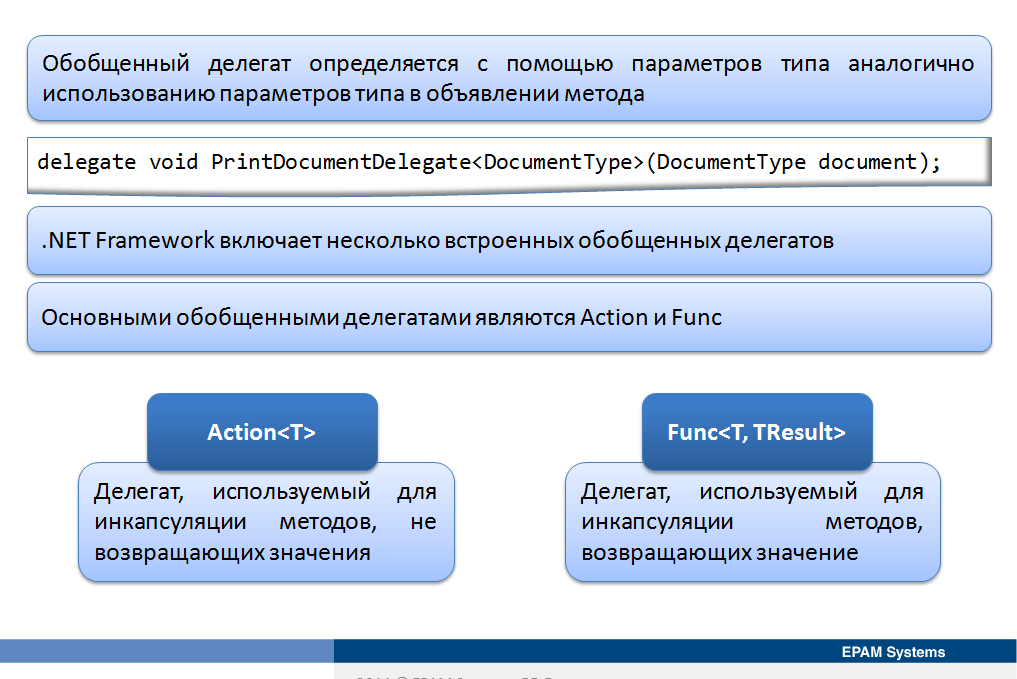 Обобщенный делегат определяется с помощью параметров типа аналогично
использованию параметров типа в объявлении метода
delegate void PrintDocumentDelegate<DocumentType>(DocumentType document);
.NET Framework включает несколько встроенных обобщенных делегатов
Основными обобщенными делегатами являются Action и Func
Action<T>
Делегат, используемый для
инкапсуляции методов, не
возвращающих значения
Func<T, TResult>
Делегат, используемый для
инкапсуляции методов,
возвращающих значение
EPAM Systems